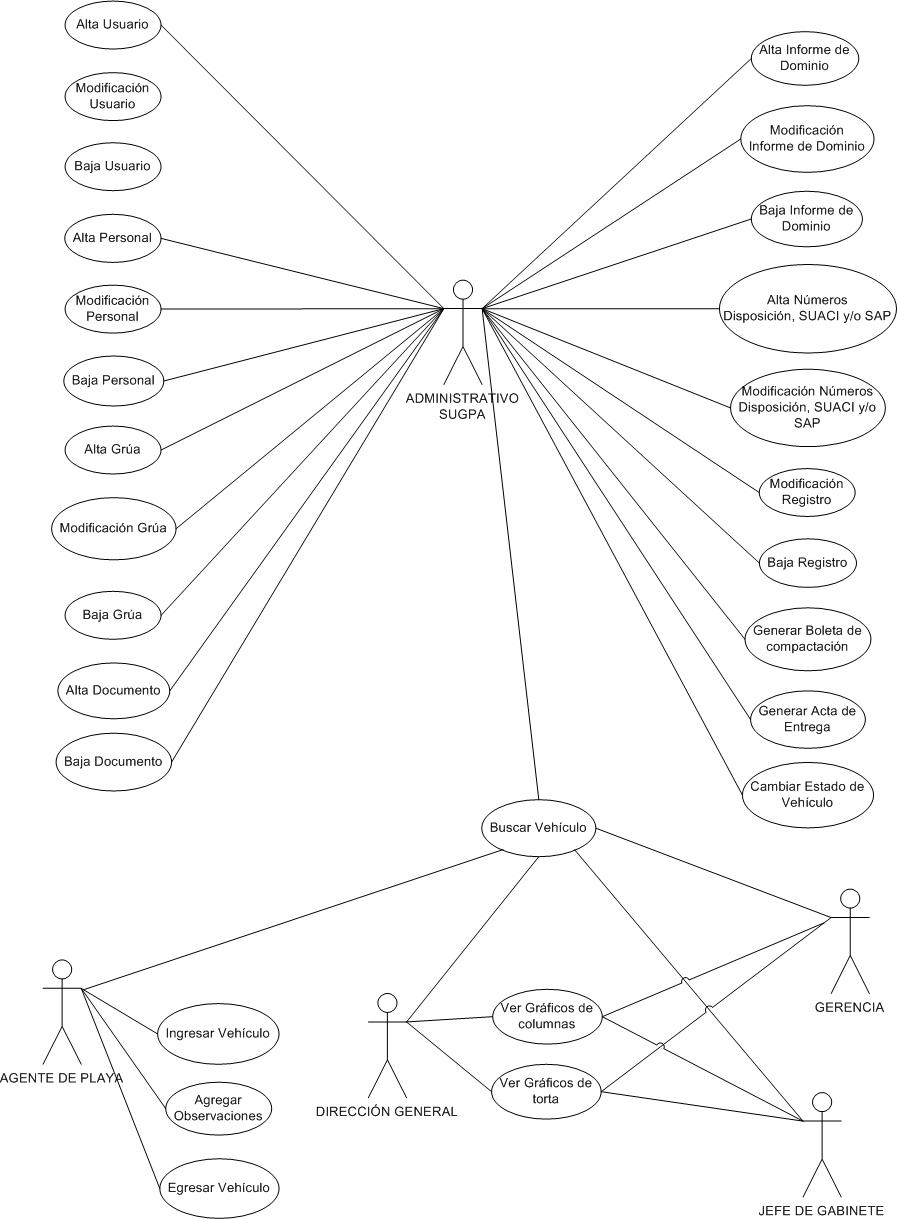 Alta Usuario
Modificación
Usuario
Baja Usuario
Alta Personal
Modificación
Personal
Baja Personal
Alta Grúa
Modificación Grúa
Baja Grúa
Alta Documento
Baja Documento
ADMINISTRATIVO
SUGPA
Alta Informe de
Dominio
Modificación
Informe de Dominio
Baja Informe de
Dominio
Alta Números
Disposición, SUACI y/o SAP
Modificación Números
Disposición, SUACI y/o
SAP
Modificación
Registro
Baja Registro
Generar Boleta de
compactación
Generar Acta de
Entrega
Cambiar Estado de
Vehículo
Buscar Vehículo
AGENTE DE PLAYA
Ingresar Vehículo
Agregar
Observaciones
Egresar Vehículo
DIRECCIÓN GENERAL
Ver Gráficos de
columnas
Ver Gráficos de
torta
GERENCIA
JEFE DE GABINETE